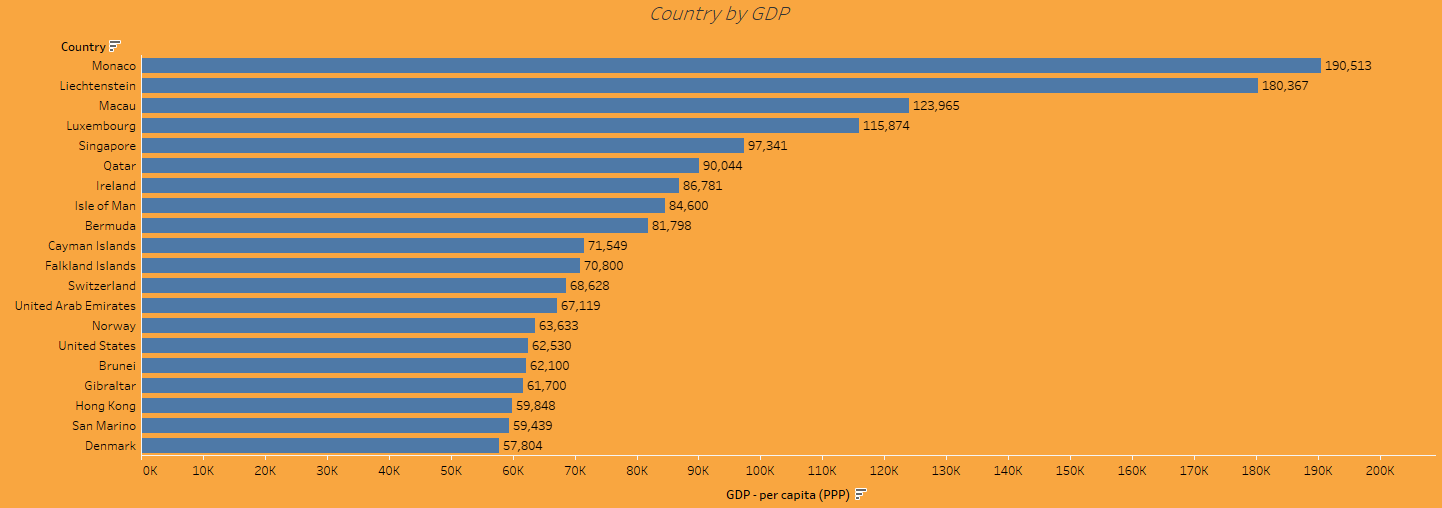 Country by GDP
Country
Monaco 190,513
Liechtenstein 180,367
Macau 123,965
Luxembourg 115,874
Singapore 97,341
Qatar 90,044
Ireland 86,781
Isle of Man 84,600
Bermuda 81,798
Cayman Islands 71,549
Falkland Islands 70,800
Switzerland 68,628
United Arab Emirates 67,119
Norway 63,633
United States 62,530
Brunei 62,100
Gibraltar 61,700
Hong Kong 59,848
San Marino 59,439
Denmark 57,804
0K 10K 20K 30K 40K 50K 60K 70K 80K 90K 100K 110K 120K 130K 140K 150K 160K 170K 180K 190K 200K
GDP - per capita (PPP)